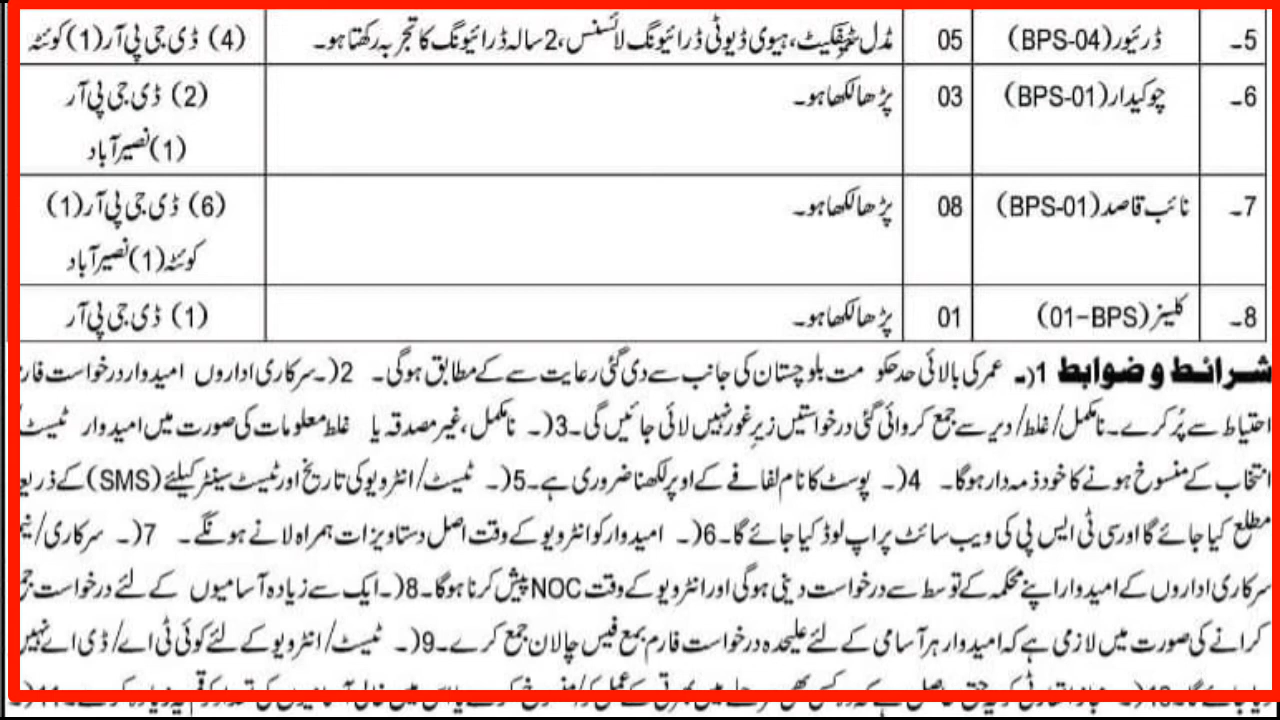 5۔ ڈرئیور (BPS-04) 05 مڈل سرٹیفکیٹ، ہیوی ڈیوٹی ڈرائیونگ لائسنس، 2 سالہ ڈرائیونگ کا تجربہ رکھتا ہو۔ (4) ڈی جی پی آر (1) کوئٹہ
6۔ چوکیدار (BPS-01) 03 پڑھا لکھا ہو۔ (2) ڈی جی پی آر
(1) نصیر آباد
7۔ نائب قاصد (BPS-01) 08 پڑھا لکھا ہو۔ (6) ڈی جی پی آر (1)
کوئٹہ (1) نصیر آباد
8۔ کلینر (BPS-01) 01 پڑھا لکھا ہو۔ (1) ڈی جی پی آر
شرائط و ضوابط 1)۔ عمر کی بالائی حد حکو مت بلوچستان کی جانب سے دی گئی رعایت سے کے مطابق ہوگی۔ 2)۔ سرکاری اداروں امیدوار درخواست فارم
احتیاط سے پُر کرے۔ نامکمل/غلط/دیر سے جمع کروائی گئی درخواستیں زیرِ غور نہیں لائی جائیں گی۔ 3)۔ نامکمل، غیر مصدقہ یا غلط معلومات کی صورت میں امیدوار ٹیسٹ
انتخاب کے منسوخ ہونے کا خود ذمہ دار ہوگا۔ 4)۔ پوسٹ کا نام لفافے کے اوپر لکھنا ضروری ہے۔ 5)۔ ٹیسٹ/انٹرویو کی تاریخ اور ٹیسٹ سینٹر کیلئے (SMS) کے ذریعے
مطلع کیا جائے گا اور سی ٹی ایس پی کی ویب سائٹ پر اپ لوڈ کیا جائے گا۔ 6)۔ امیدوار کو انٹرویو کے وقت اصل دستاویزات ہمراہ لانے ہونگے۔ 7)۔ سرکاری/نیم
سرکاری اداروں کے امیدوار اپنے محکمہ کے توسط سے درخواست دینی ہوگی اور انٹرویو کے وقت NOC پیش کرنا ہوگا۔ 8)۔ ایک سے زیادہ آسامیوں کے لئے درخواست جمع
کرانے کی صورت میں لازمی ہے کہ امیدوار ہر آسامی کے لئے علیحدہ درخواست فارم بمع فیس چالان جمع کرے۔ 9)۔ ٹیسٹ/انٹرویو کے لئے کوئی ٹی اے/ڈی اے نہیں